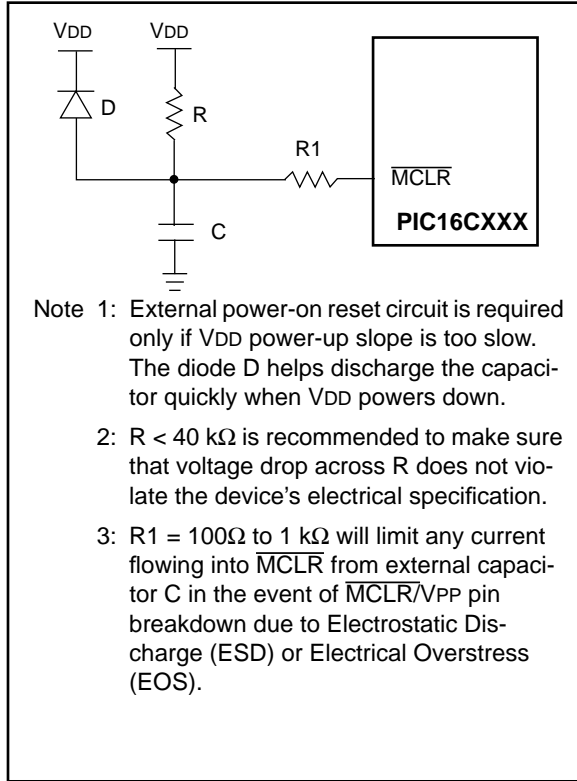 VDD VDD
D
R
R1
MCLR
PIC16CXXX
C
Note 1: External power-on reset circuit is required
only if VDD power-up slope is too slow.
The diode D helps discharge the capaci-
tor quickly when VDD powers down.
2: R < 40 kΩ is recommended to make sure
that voltage drop across R does not vio-
late the device's electrical specification.
3: R1 = 100Ω to 1 kΩ will limit any current
flowing into MCLR from external capaci-
tor C in the event of MCLR/VPP pin
breakdown due to Electrostatic Dis-
charge (ESD) or Electrical Overstress
(EOS).